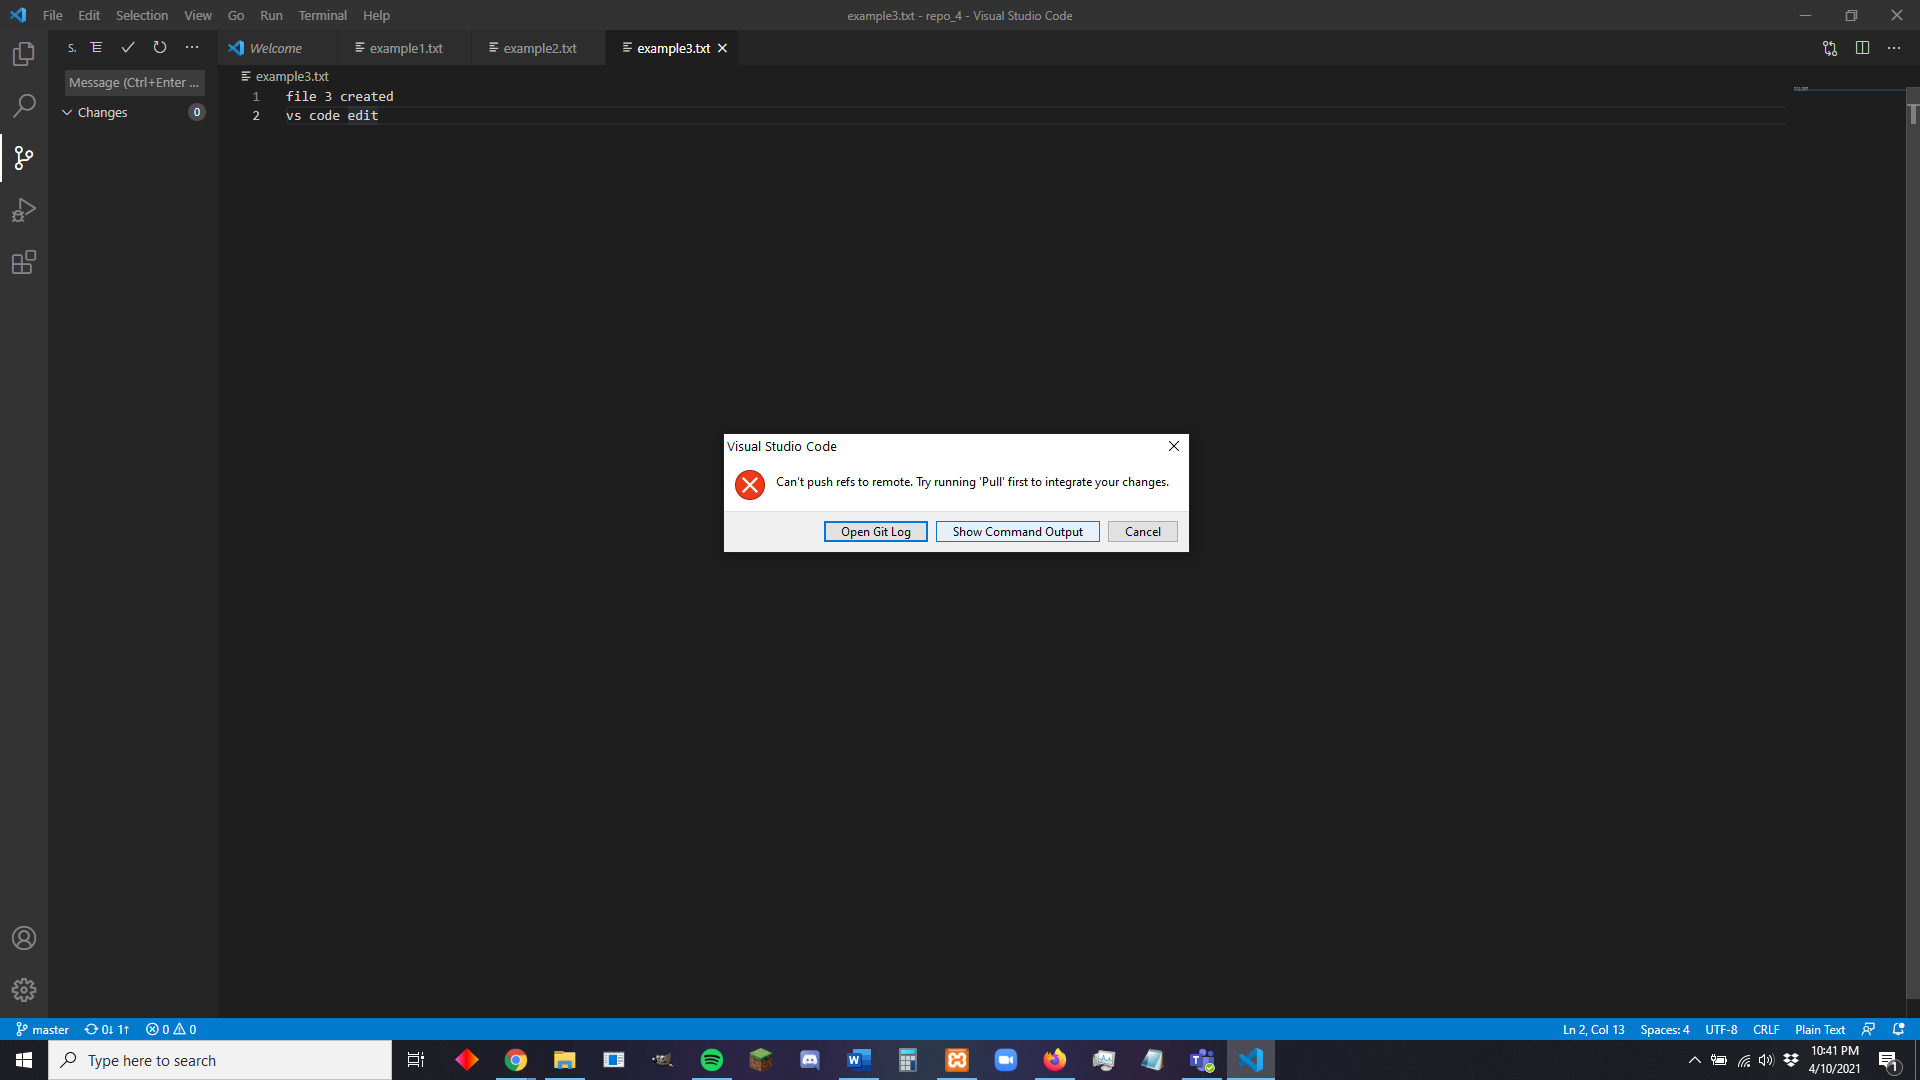 File Edit Selection View Go Run Terminal Help
example3.txt - repo_4 - Visual Studio Code
S.
Welcome
example1.txt
example2.txt
example3.txt
Message (Ctrl+Enter ...
Changes 0
example3.txt
1 file 3 created
2 vs code edit
Visual Studio Code
Can't push refs to remote. Try running 'Pull' first to integrate your changes.
Open Git Log Show Command Output Cancel
master 0↓ 1↑ 0 0
Ln 2, Col 13 Spaces: 4 UTF-8 CRLF Plain Text
Type here to search
10:41 PM
4/10/2021
1